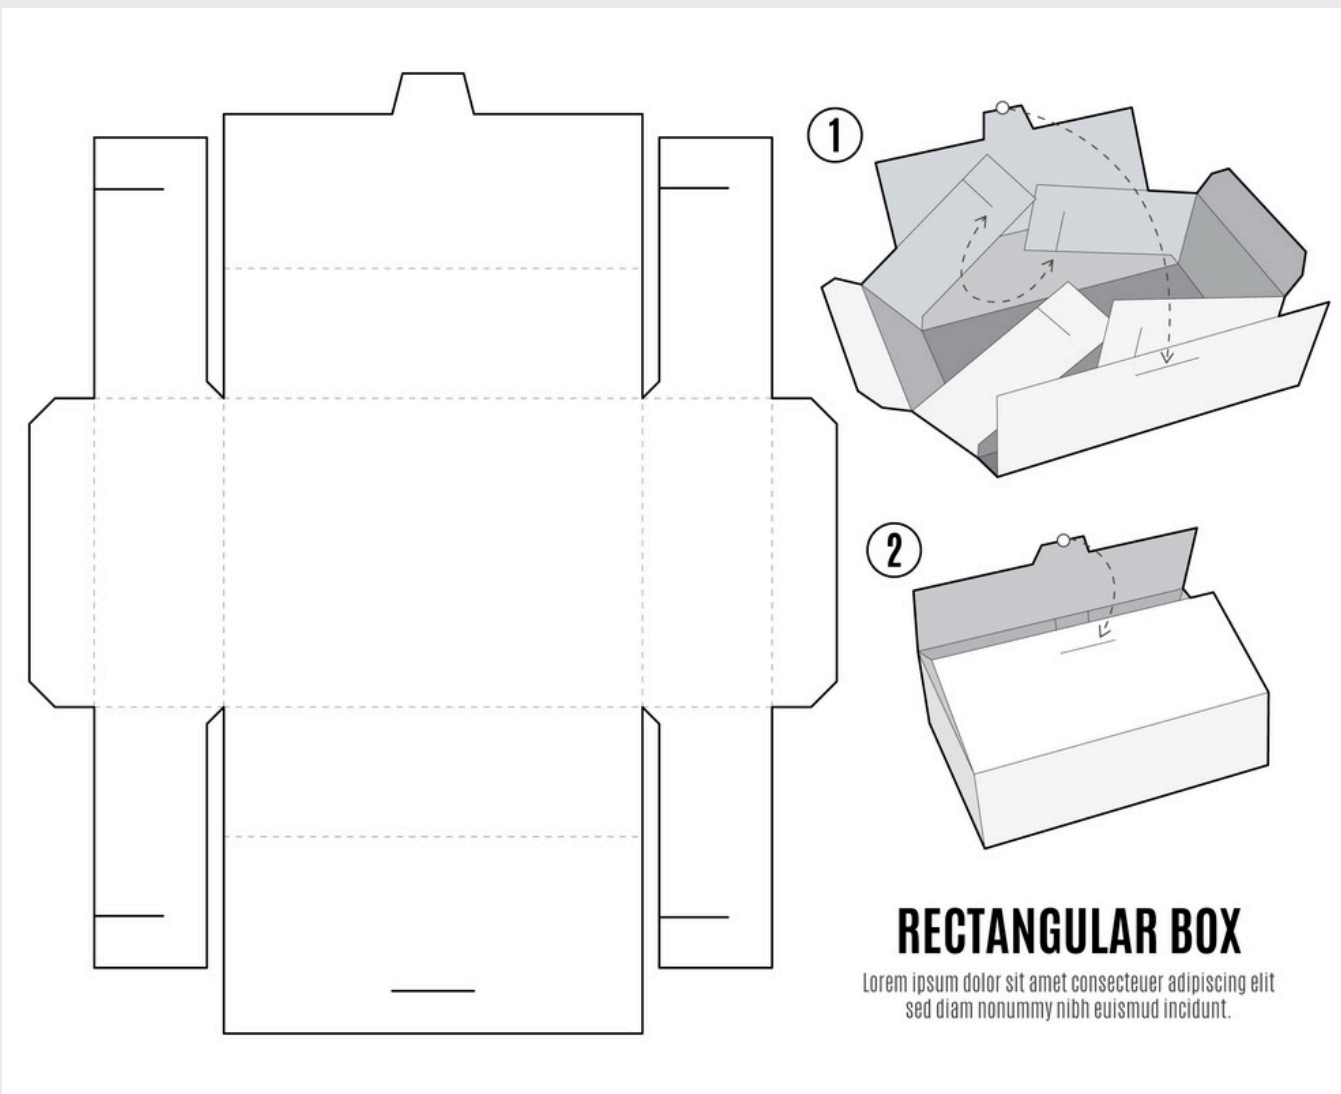 1
2
RECTANGULAR BOX
Lorem ipsum dolor sit amet consecteuer adipiscing elit
sed diam nonummy nibh euismud incidunt.